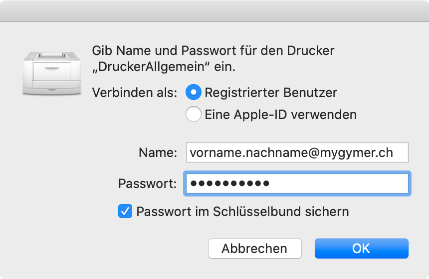 Gib Name und Passwort für den Drucker
„DruckerAllgemein“ ein.
Verbinden als: Registrierter Benutzer
Eine Apple-ID verwenden
Name: vorname.nachname@mygymer.ch
Passwort: ●●●●●●●●●●
Passwort im Schlüsselbund sichern
Abbrechen OK